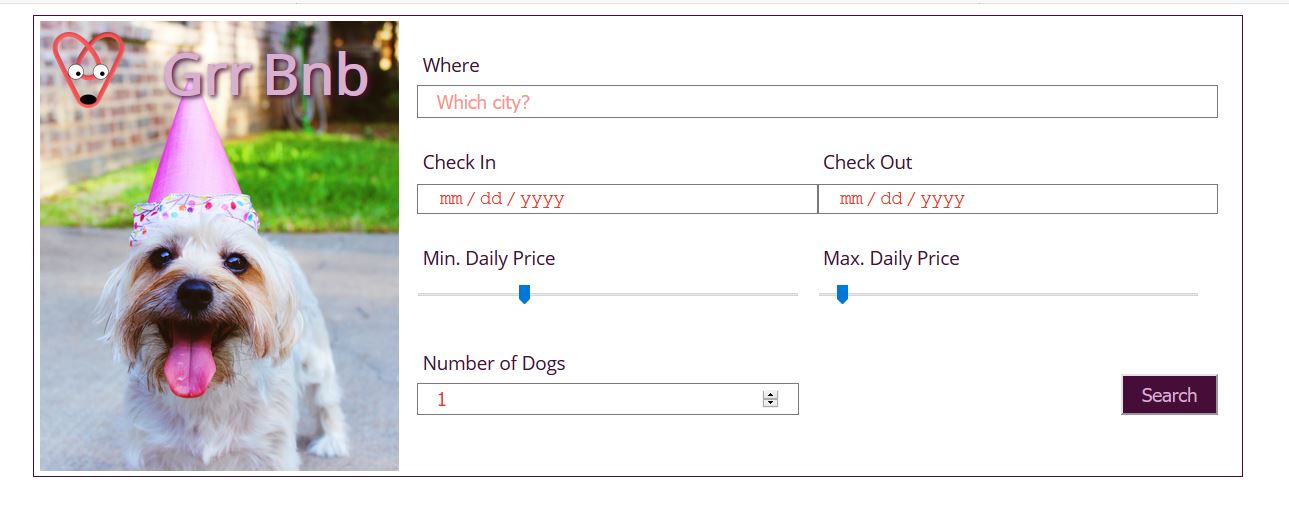 Grr Bnb
Where
Which city?
Check In Check Out
mm / dd / yyyy mm / dd / yyyy
Min. Daily Price Max. Daily Price
Number of Dogs
1
Search